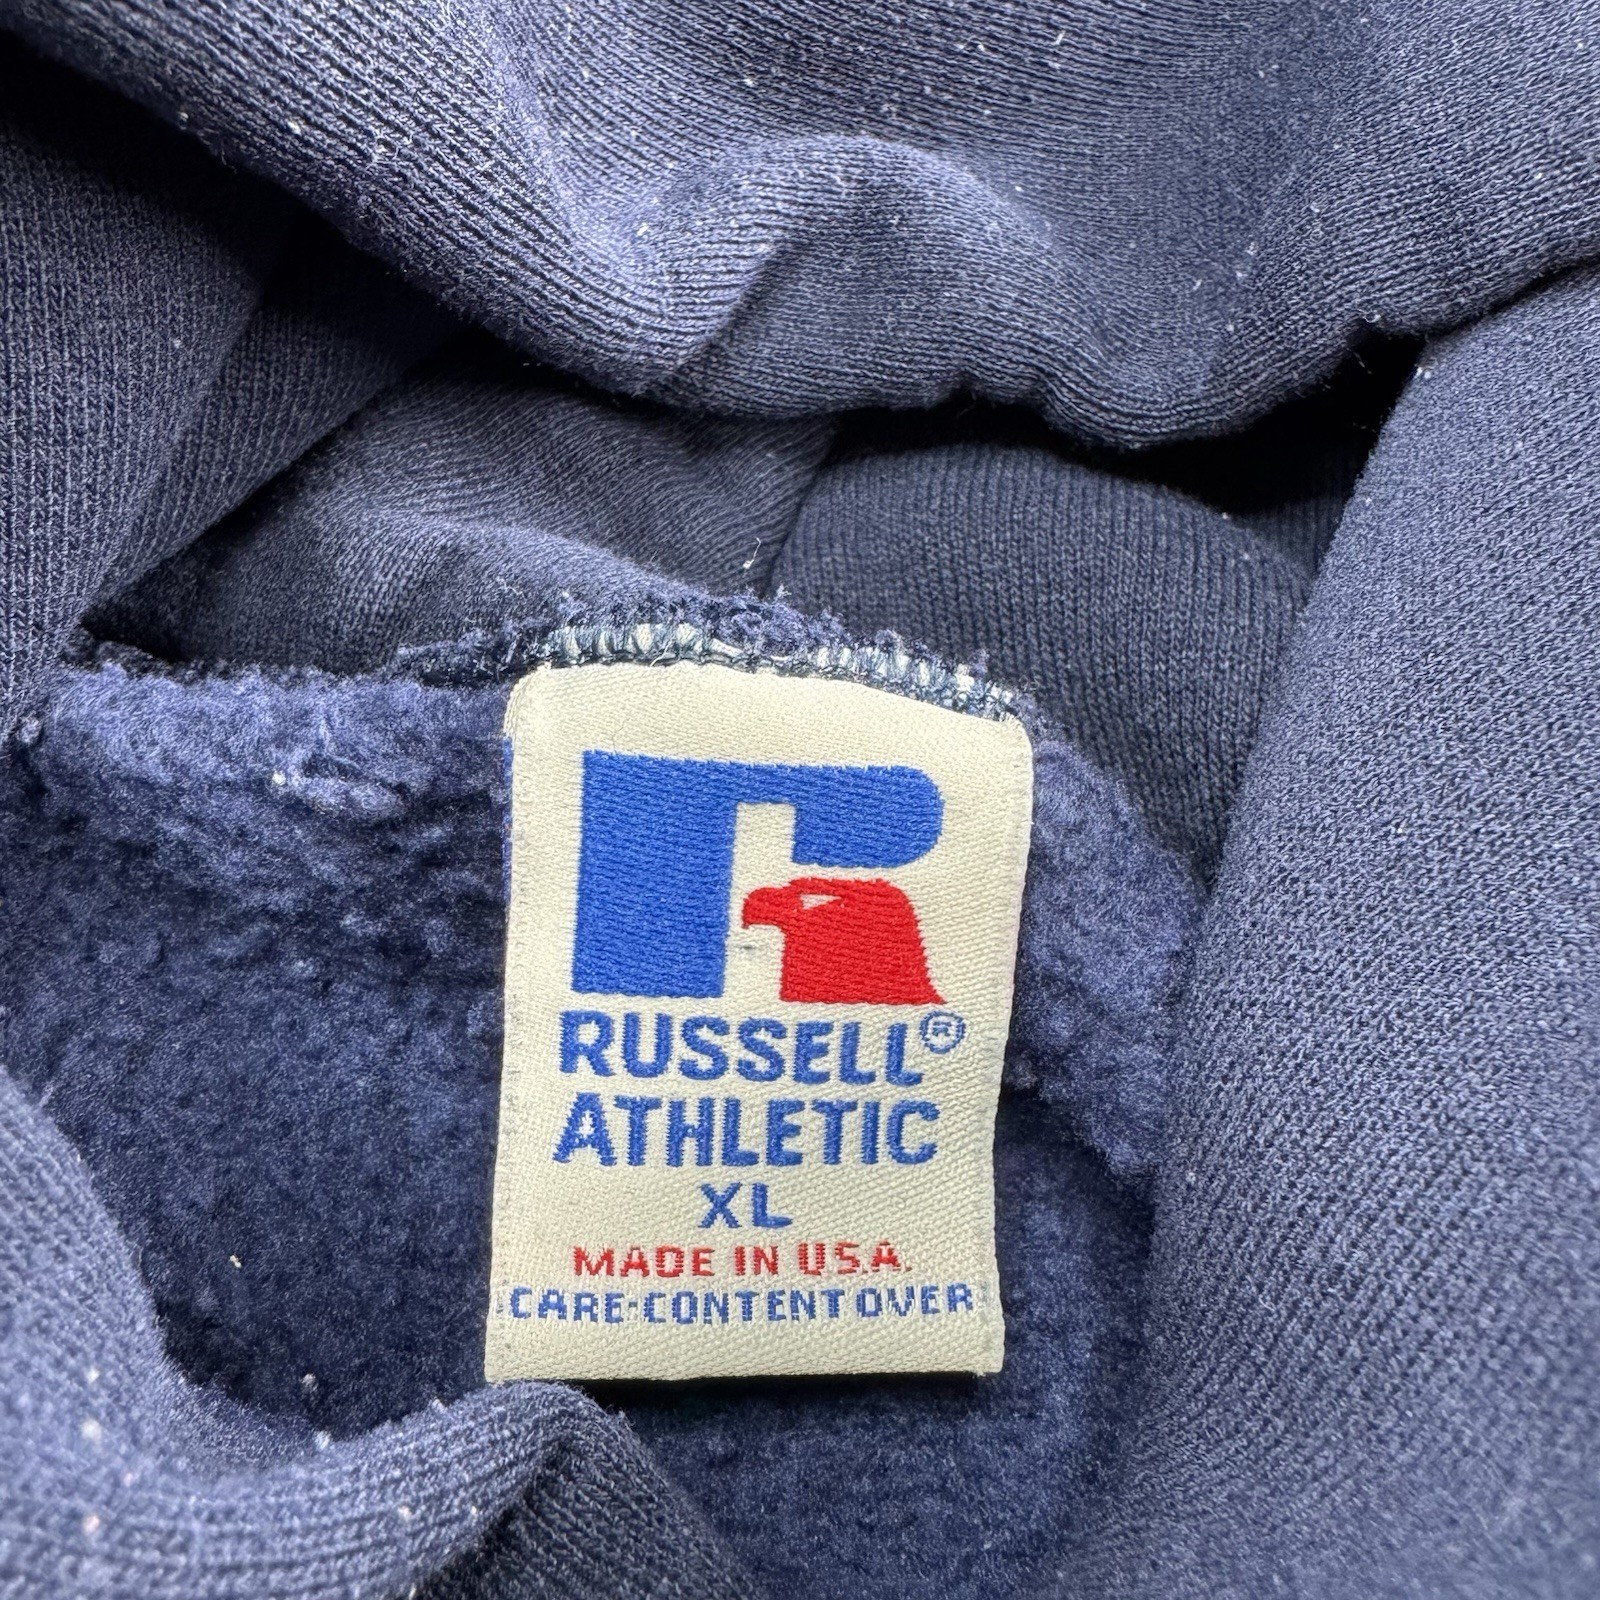 RUSSELL®
ATHLETIC
XL
MADE IN U.S.A.
CARE·CONTENT OVER